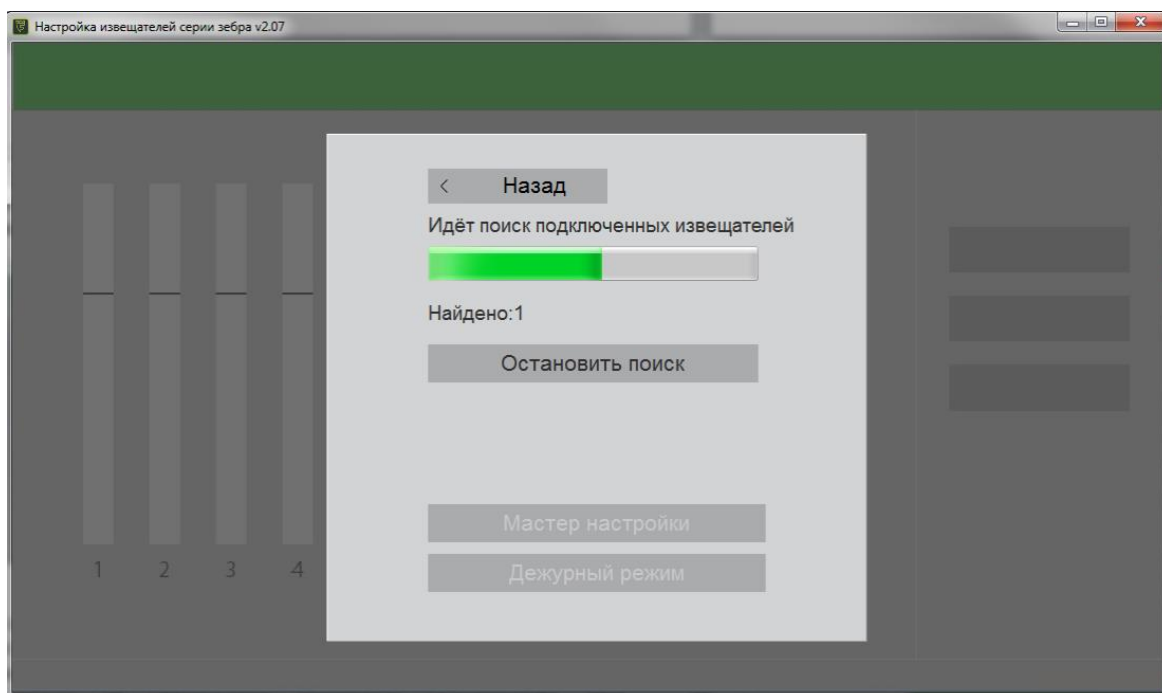 Настройка извещателей серии зебра v2.07
< Назад
Идёт поиск подключенных извещателей
Найдено:1
Остановить поиск
Мастер настройки
Дежурный режим
1 2 3 4